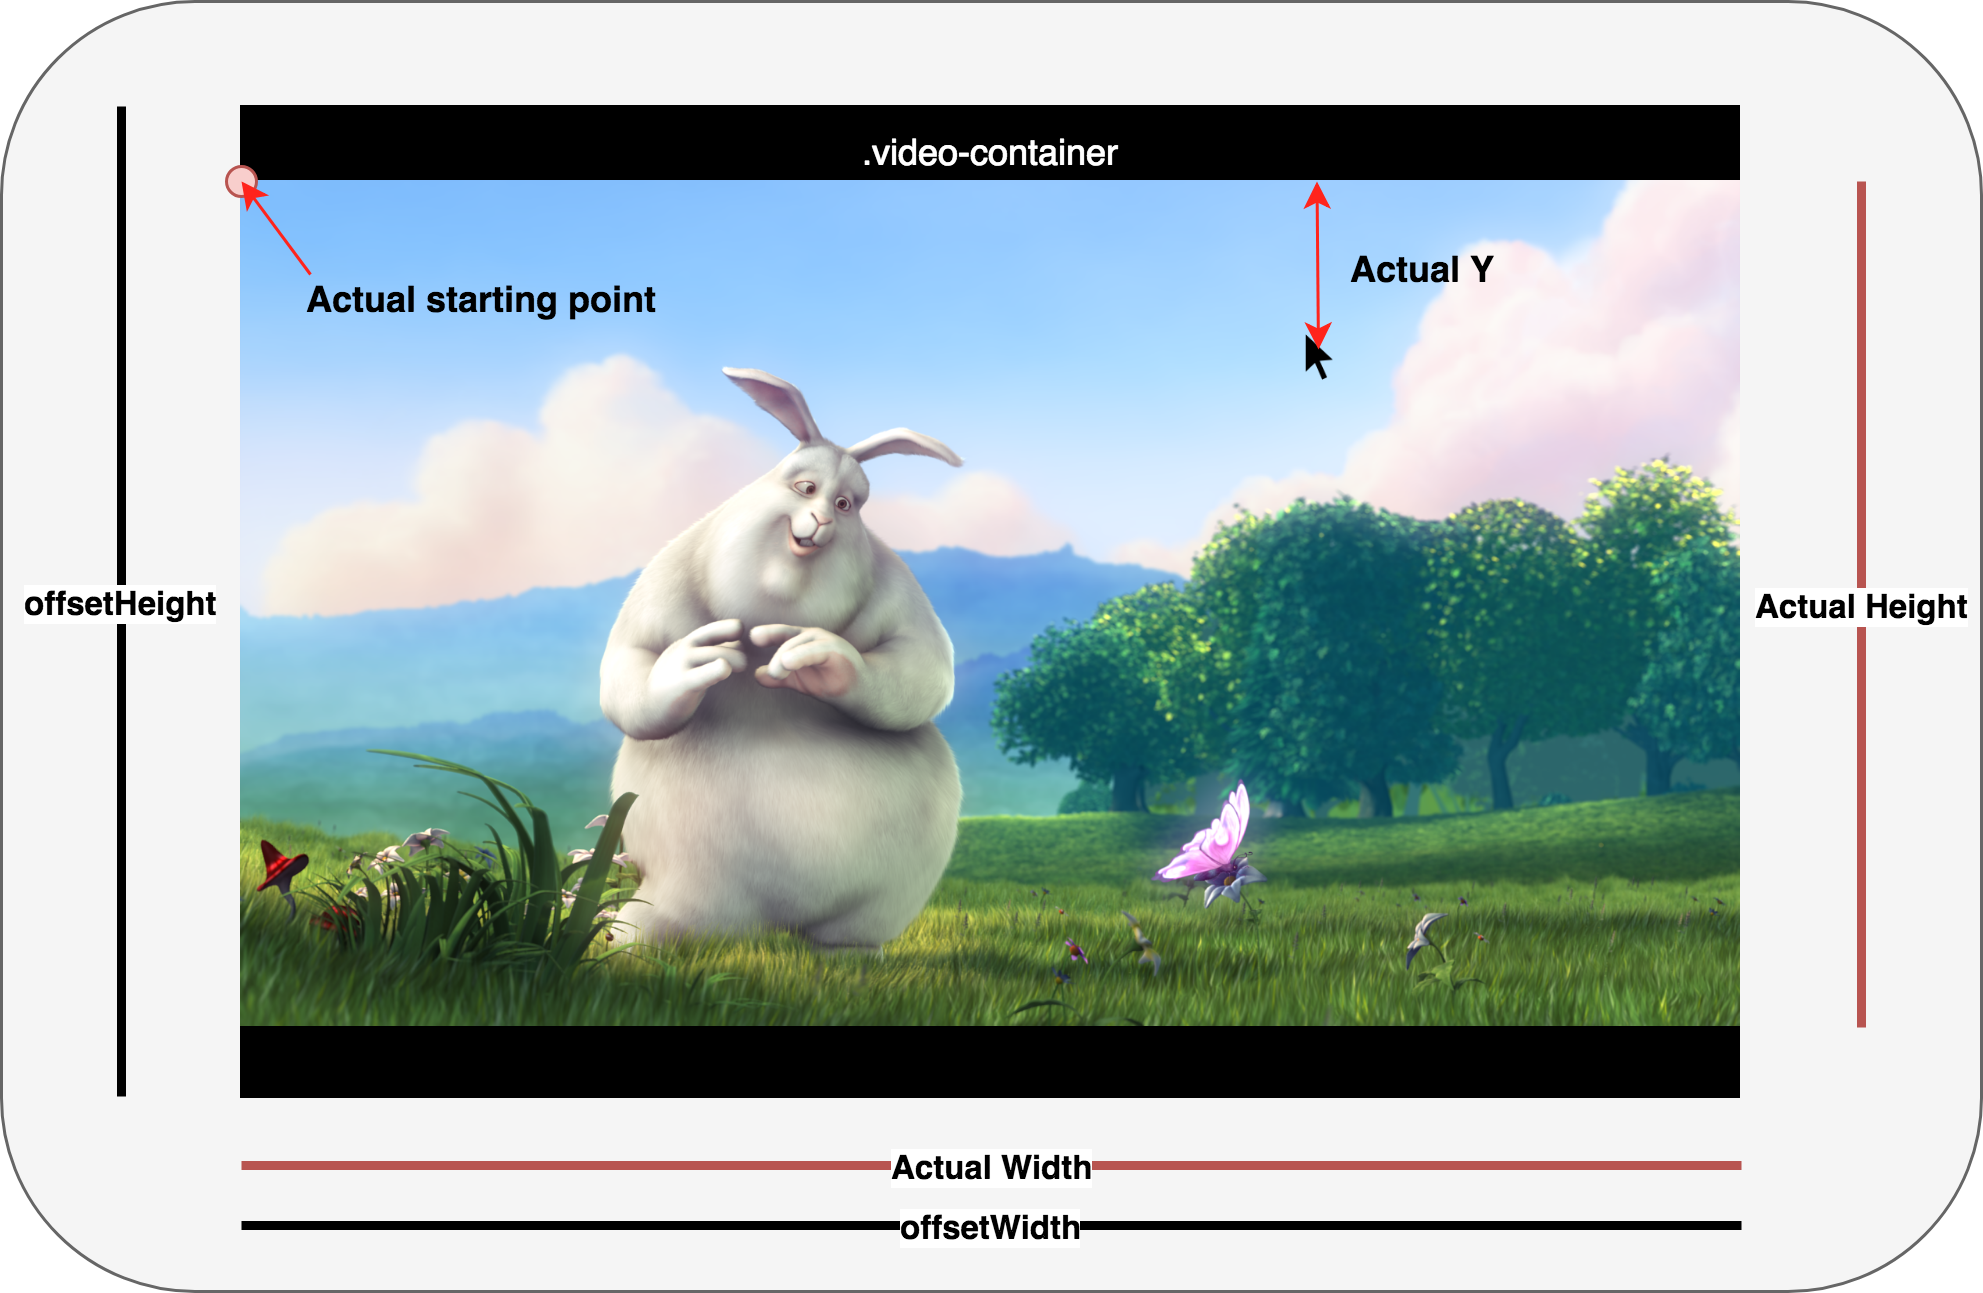 .video-container
Actual starting point
Actual Y
offsetHeight
Actual Height
Actual Width
offsetWidth